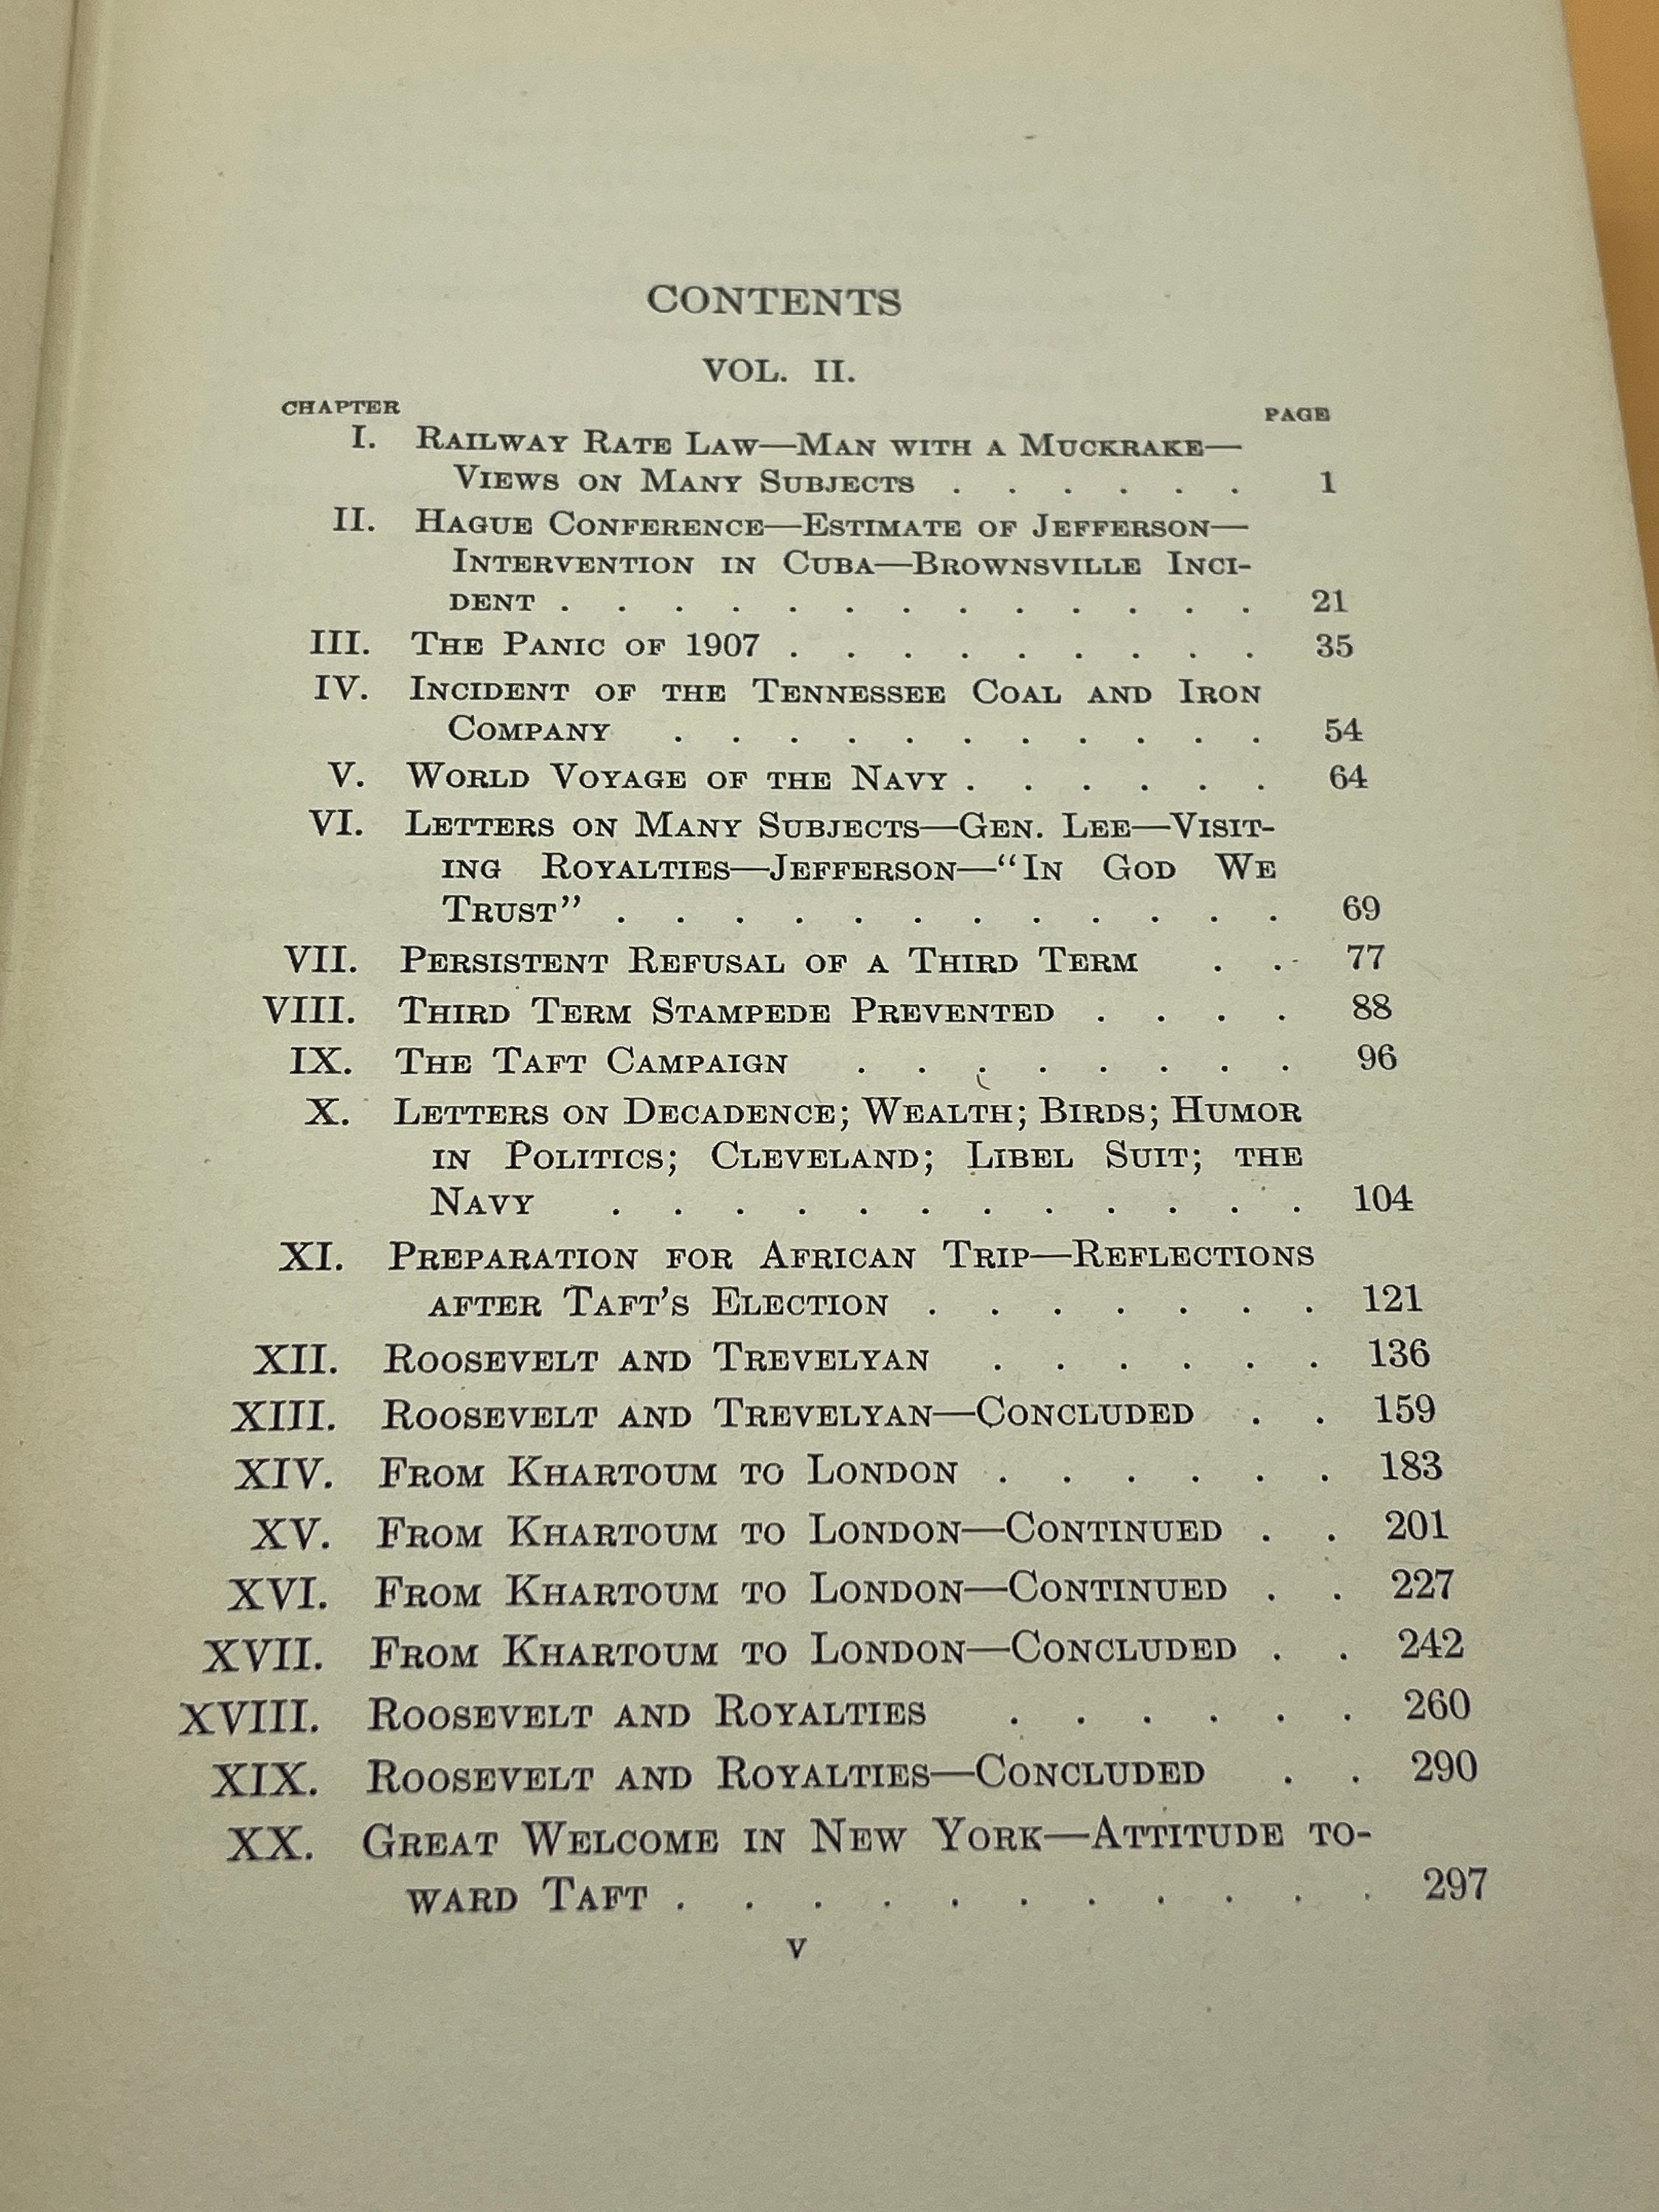 CONTENTS
VOL. II.
CHAPTER PAGE
I. Railway Rate Law—Man with a Muckrake—
Views on Many Subjects . . . . . . 1
II. Hague Conference—Estimate of Jefferson—
Intervention in Cuba—Brownsville Inci-
dent . . . . . . . . . . . . . 21
III. The Panic of 1907 . . . . . . . . . 35
IV. Incident of the Tennessee Coal and Iron
Company . . . . . . . . . . . 54
V. World Voyage of the Navy . . . . . . 64
VI. Letters on Many Subjects—Gen. Lee—Visit-
ing Royalties—Jefferson—“In God We
Trust” . . . . . . . . . . . . 69
VII. Persistent Refusal of a Third Term . . 77
VIII. Third Term Stampede Prevented . . . . 88
IX. The Taft Campaign . . . . . . . . 96
X. Letters on Decadence; Wealth; Birds; Humor
in Politics; Cleveland; Libel Suit; the
Navy . . . . . . . . . . . . 104
XI. Preparation for African Trip—Reflections
after Taft’s Election . . . . . . . 121
XII. Roosevelt and Trevelyan . . . . . . 136
XIII. Roosevelt and Trevelyan—Concluded . . 159
XIV. From Khartoum to London . . . . . . 183
XV. From Khartoum to London—Continued . . 201
XVI. From Khartoum to London—Continued . . 227
XVII. From Khartoum to London—Concluded . . 242
XVIII. Roosevelt and Royalties . . . . . . 260
XIX. Roosevelt and Royalties—Concluded . . 290
XX. Great Welcome in New York—Attitude to-
ward Taft . . . . . . . . . . . 297
v